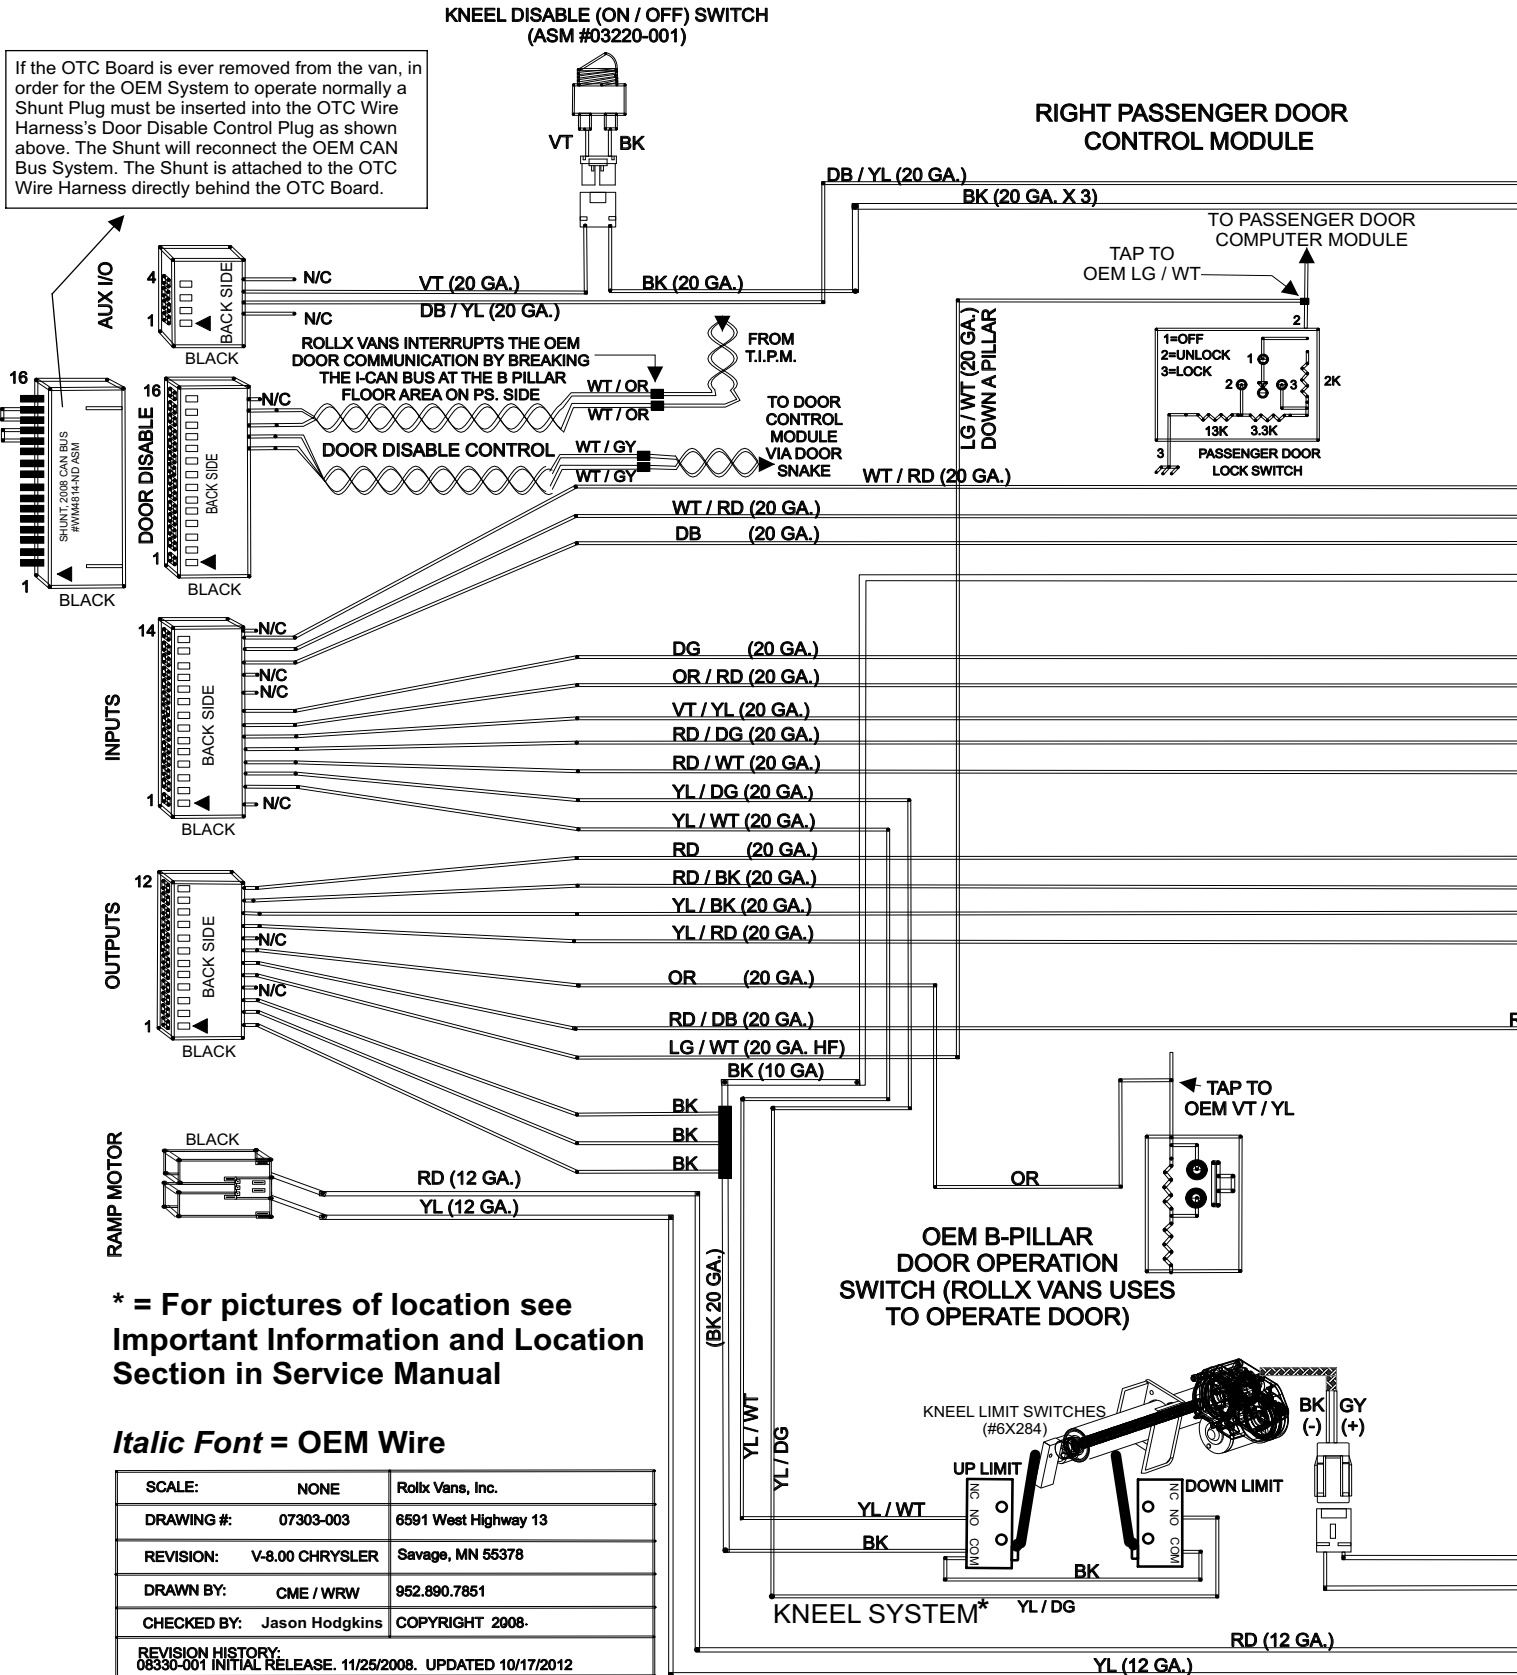 KNEEL DISABLE (ON / OFF) SWITCH
(ASM #03220-001)
If the OTC Board is ever removed from the van, in
order for the OEM System to operate normally a
Shunt Plug must be inserted into the OTC Wire
Harness's Door Disable Control Plug as shown
above. The Shunt will reconnect the OEM CAN
Bus System. The Shunt is attached to the OTC
Wire Harness directly behind the OTC Board.
VT
BK
RIGHT PASSENGER DOOR
CONTROL MODULE
DB / YL (20 GA.)
BK (20 GA. X 3)
TO PASSENGER DOOR
COMPUTER MODULE
TAP TO
OEM LG / WT
AUX I/O
4
1
BACK SIDE
BLACK
N/C
VT (20 GA.)
BK (20 GA.)
DB / YL (20 GA.)
N/C
ROLLX VANS INTERRUPTS THE OEM
DOOR COMMUNICATION BY BREAKING
THE I-CAN BUS AT THE B PILLAR
FLOOR AREA ON PS. SIDE
FROM
T.I.P.M.
WT / OR
WT / OR
LG / WT (20 GA.)
DOWN A PILLAR
2
1=OFF
2=UNLOCK
3=LOCK
1
2
3
2K
13K
3.3K
3
PASSENGER DOOR
LOCK SWITCH
16
1
SHUNT, 2008 CAN BUS
#WM4814-ND ASM
BLACK
DOOR DISABLE
16
1
BACK SIDE
BLACK
N/C
DOOR DISABLE CONTROL
WT / GY
WT / GY
TO DOOR
CONTROL
MODULE
VIA DOOR
SNAKE
WT / RD (20 GA.)
WT / RD (20 GA.)
DB (20 GA.)
INPUTS
14
1
BACK SIDE
BLACK
N/C
N/C
N/C
N/C
DG (20 GA.)
OR / RD (20 GA.)
VT / YL (20 GA.)
RD / DG (20 GA.)
RD / WT (20 GA.)
YL / DG (20 GA.)
YL / WT (20 GA.)
OUTPUTS
12
1
BACK SIDE
BLACK
N/C
N/C
RD (20 GA.)
RD / BK (20 GA.)
YL / BK (20 GA.)
YL / RD (20 GA.)
OR (20 GA.)
RD / DB (20 GA.)
R
LG / WT (20 GA. HF)
BK (10 GA)
BK
BK
BK
TAP TO
OEM VT / YL
OR
OEM B-PILLAR
DOOR OPERATION
SWITCH (ROLLX VANS USES
TO OPERATE DOOR)
RAMP MOTOR
BLACK
RD (12 GA.)
YL (12 GA.)
(BK 20 GA.)
* = For pictures of location see
Important Information and Location
Section in Service Manual
Italic Font = OEM Wire
YL / WT
YL / DG
KNEEL LIMIT SWITCHES
(#6X284)
UP LIMIT
NC NO COM
DOWN LIMIT
NC NO COM
BK
(-)
GY
(+)
YL / WT
BK
BK
YL / DG
KNEEL SYSTEM*
RD (12 GA.)
YL (12 GA.)
SCALE: NONE Rollx Vans, Inc.
DRAWING #: 07303-003 6591 West Highway 13
REVISION: V-8.00 CHRYSLER Savage, MN 55378
DRAWN BY: CME / WRW 952.890.7851
CHECKED BY: Jason Hodgkins COPYRIGHT 2008.
REVISION HISTORY:
08330-001 INITIAL RELEASE. 11/25/2008. UPDATED 10/17/2012